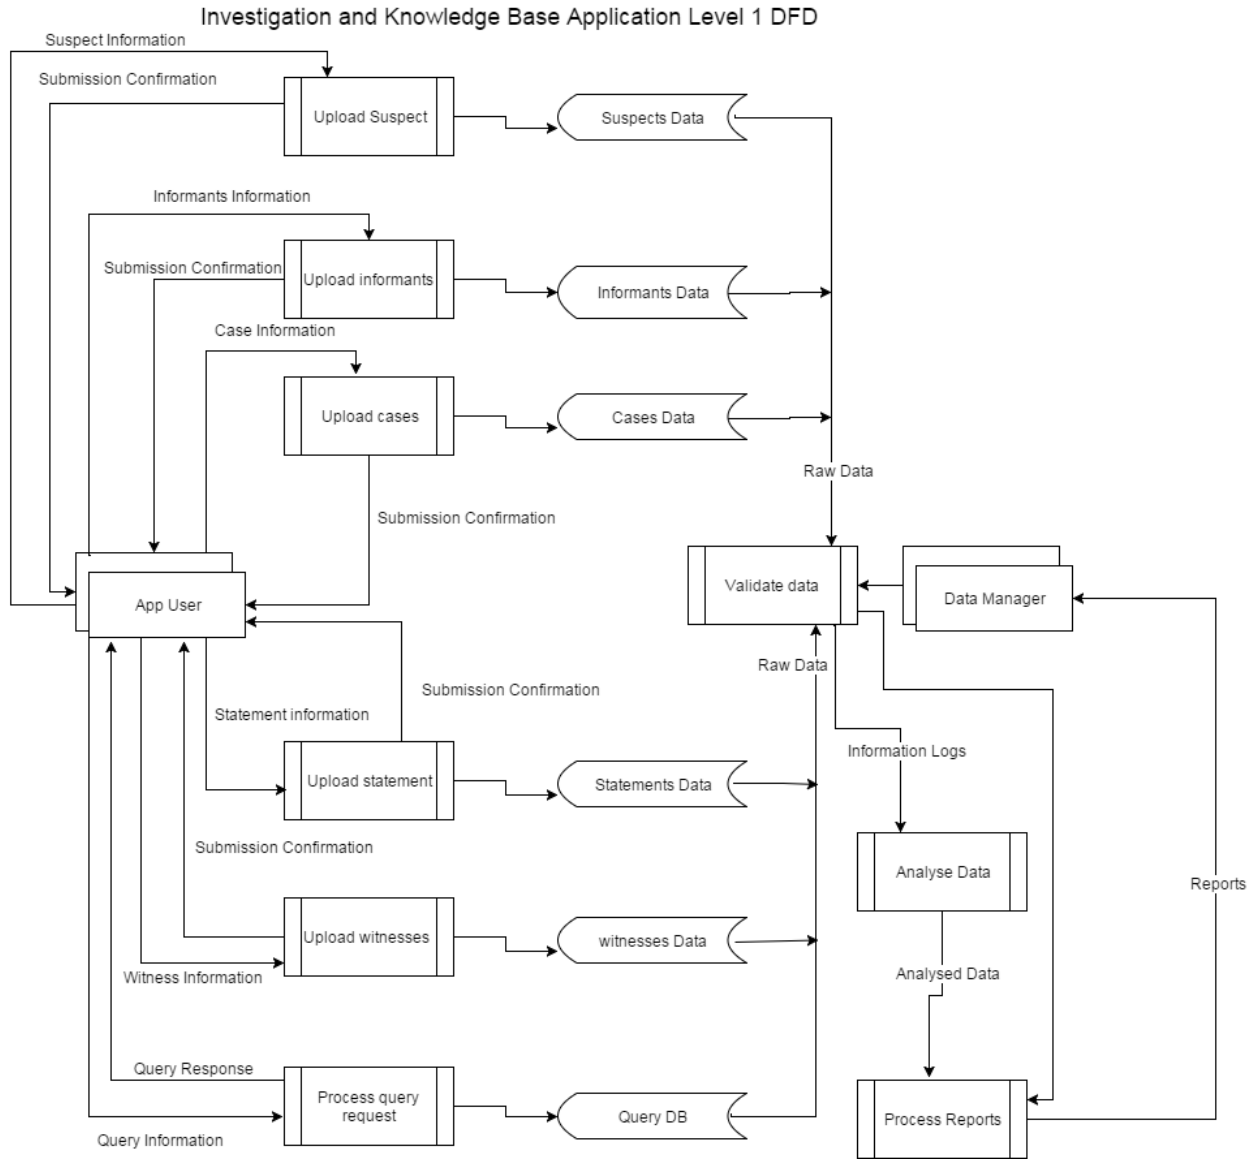 Investigation and Knowledge Base Application Level 1 DFD
Suspect Information
Submission Confirmation
Upload Suspect
Suspects Data
Informants Information
Submission Confirmation
Upload informants
Informants Data
Case Information
Upload cases
Cases Data
Raw Data
Submission Confirmation
App User
Validate data
Data Manager
Raw Data
Submission Confirmation
Statement information
Information Logs
Upload statement
Statements Data
Submission Confirmation
Analyse Data
Reports
Upload witnesses
witnesses Data
Witness Information
Analysed Data
Query Response
Process query
request
Query DB
Process Reports
Query Information